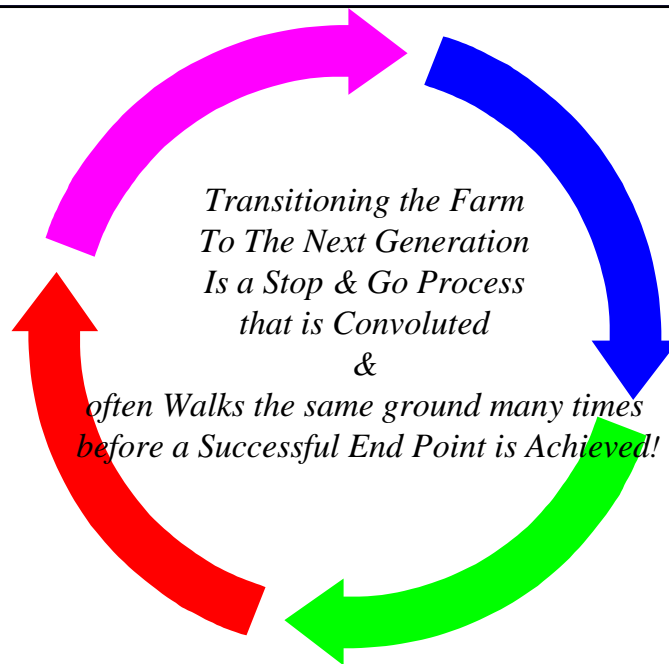 Transitioning the Farm
To The Next Generation
Is a Stop & Go Process
that is Convoluted
&
often Walks the same ground many times
before a Successful End Point is Achieved!